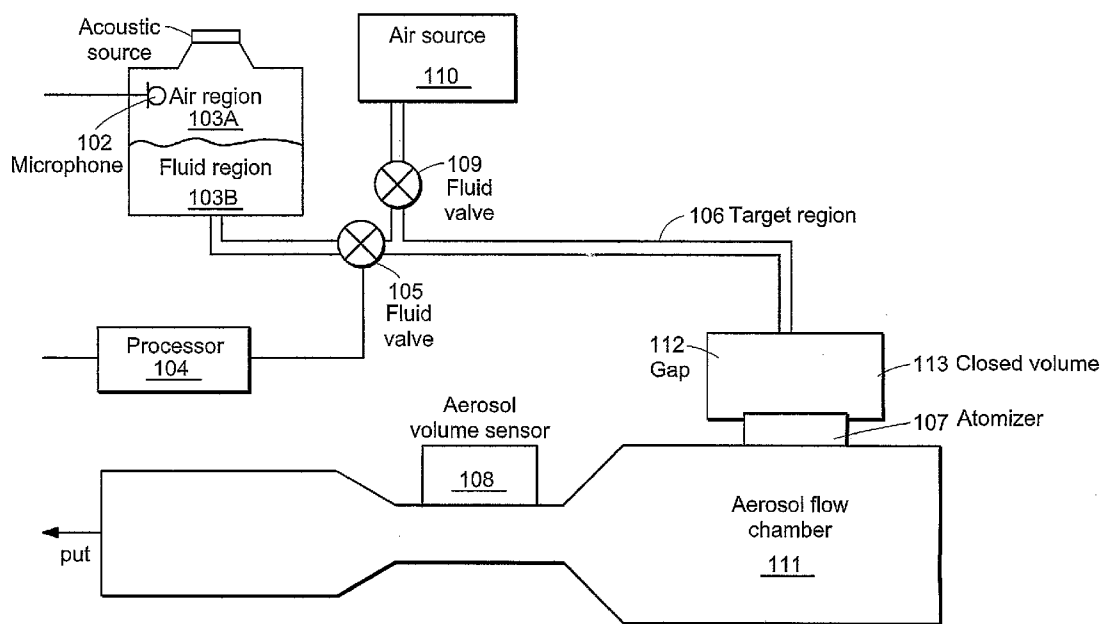 Acoustic
source
Air source
110
Air region
103A
102
Microphone
Fluid region
103B
109
Fluid
valve
106 Target region
105
Fluid
valve
Processor
104
112
Gap
113 Closed volume
107 Atomizer
Aerosol
volume sensor
108
Aerosol flow
chamber
111
put